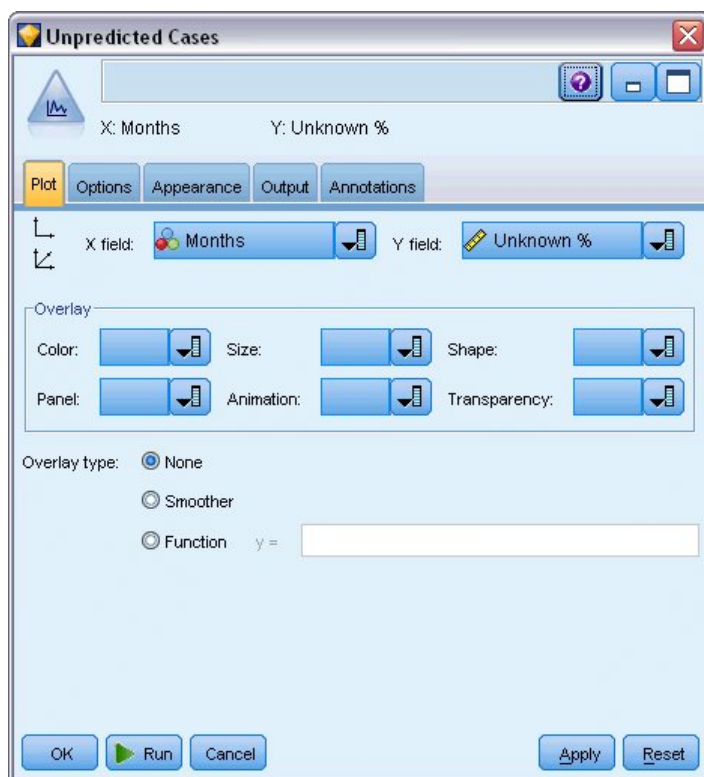 Unpredicted Cases
X: Months Y: Unknown %
Plot Options Appearance Output Annotations
X field: Months Y field: Unknown %
Overlay
Color: Size: Shape:
Panel: Animation: Transparency:
Overlay type: None
Smoother
Function y =
OK Run Cancel Apply Reset